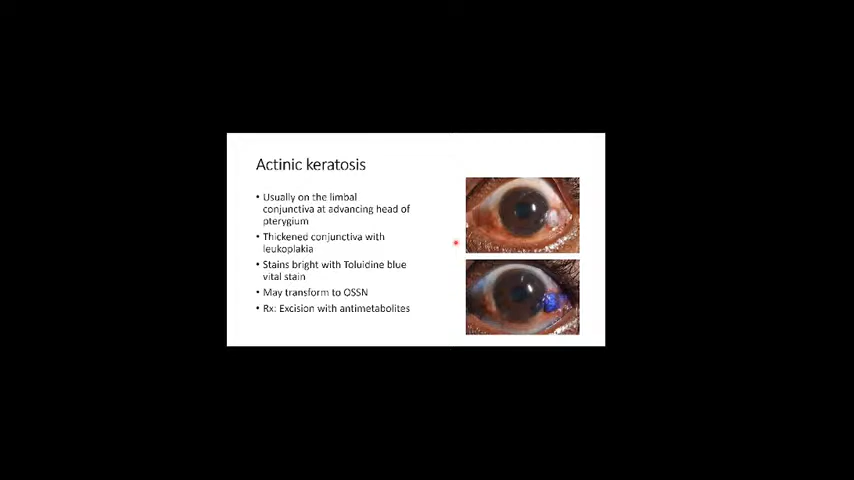 Actinic keratosis
• Usually on the limbal
conjunctiva at advancing head of
pterygium
• Thickened conjunctiva with
leukoplakia
• Stains bright with Toluidine blue
vital stain
• May transform to OSSN
• Rx: Excision with antimetabolites